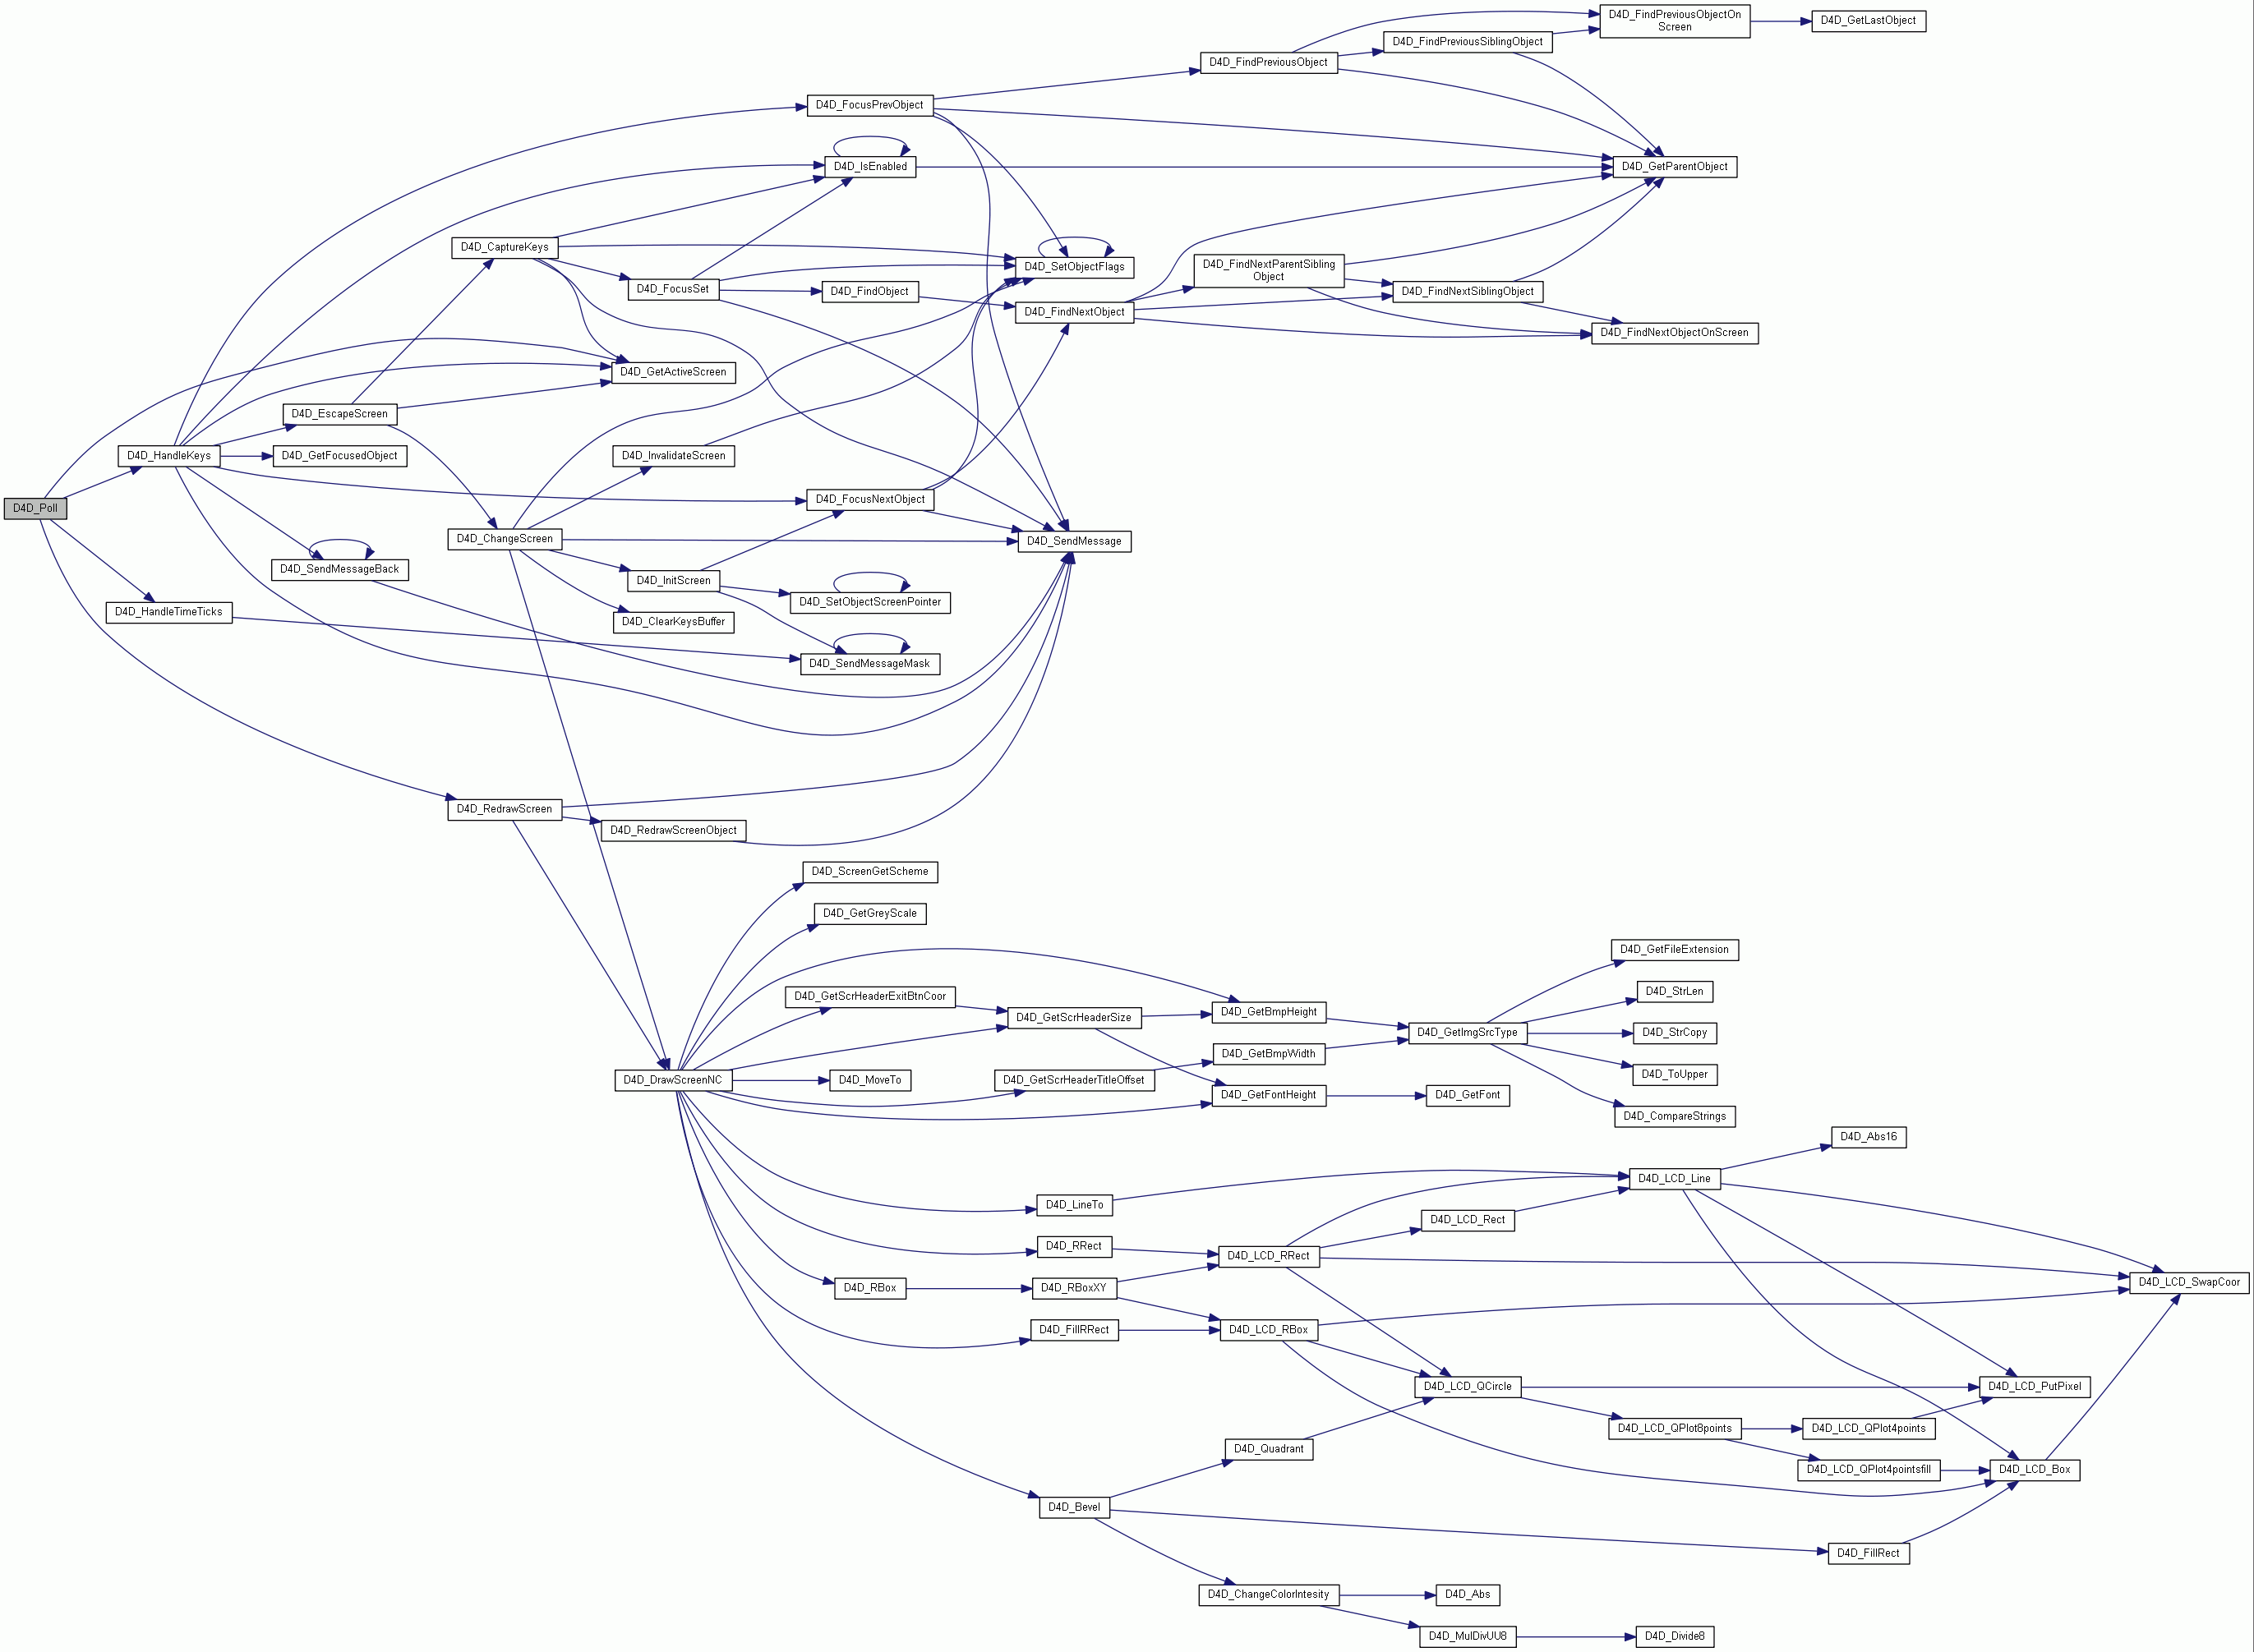 D4D_FindPreviousObjectOn
Screen
D4D_GetLastObject
D4D_FindPreviousSiblingObject
D4D_FindPreviousObject
D4D_FocusPrevObject
D4D_IsEnabled
D4D_GetParentObject
D4D_CaptureKeys
D4D_SetObjectFlags
D4D_FindNextParentSibling
Object
D4D_FocusSet
D4D_FindObject
D4D_FindNextSiblingObject
D4D_FindNextObject
D4D_FindNextObjectOnScreen
D4D_GetActiveScreen
D4D_EscapeScreen
D4D_HandleKeys
D4D_GetFocusedObject
D4D_InvalidateScreen
D4D_FocusNextObject
D4D_Poll
D4D_ChangeScreen
D4D_SendMessage
D4D_SendMessageBack
D4D_InitScreen
D4D_SetObjectScreenPointer
D4D_HandleTimeTicks
D4D_ClearKeysBuffer
D4D_SendMessageMask
D4D_RedrawScreen
D4D_RedrawScreenObject
D4D_ScreenGetScheme
D4D_GetGreyScale
D4D_GetFileExtension
D4D_GetScrHeaderExitBtnCoor
D4D_StrLen
D4D_GetScrHeaderSize
D4D_GetBmpHeight
D4D_GetImgSrcType
D4D_StrCopy
D4D_GetBmpWidth
D4D_DrawScreenNC
D4D_MoveTo
D4D_GetScrHeaderTitleOffset
D4D_ToUpper
D4D_GetFontHeight
D4D_GetFont
D4D_CompareStrings
D4D_Abs16
D4D_LCD_Line
D4D_LineTo
D4D_LCD_Rect
D4D_RRect
D4D_LCD_RRect
D4D_LCD_SwapCoor
D4D_RBox
D4D_RBoxXY
D4D_FillRRect
D4D_LCD_RBox
D4D_LCD_QCircle
D4D_LCD_PutPixel
D4D_LCD_QPlot8points
D4D_LCD_QPlot4points
D4D_Quadrant
D4D_LCD_QPlot4pointsfill
D4D_LCD_Box
D4D_Bevel
D4D_FillRect
D4D_ChangeColorIntesity
D4D_Abs
D4D_MulDivUU8
D4D_Divide8